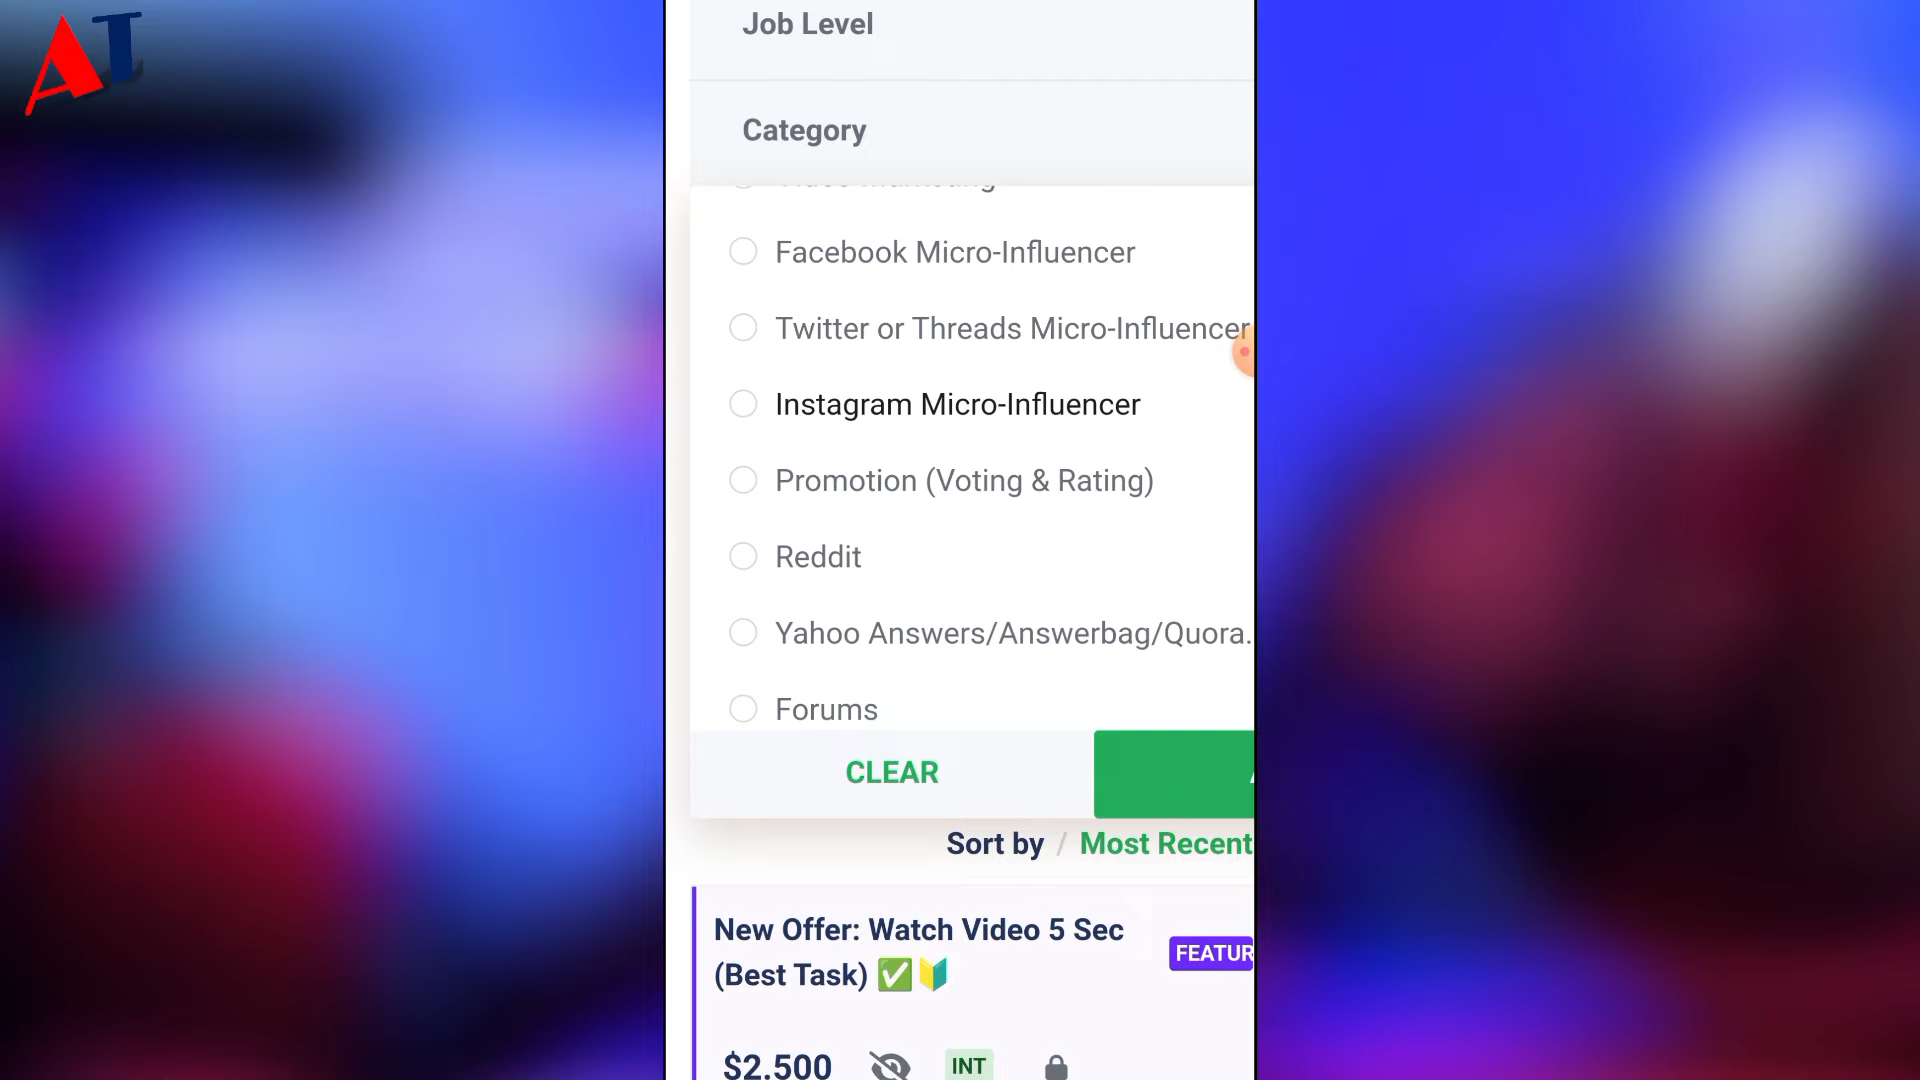 AT
Job Level
Category
Facebook Micro-Influencer
Twitter or Threads Micro-Influencer
Instagram Micro-Influencer
Promotion (Voting & Rating)
Reddit
Yahoo Answers/Answerbag/Quora.
Forums
CLEAR
Sort by / Most Recent
New Offer: Watch Video 5 Sec
(Best Task) ✅🔰
FEATUR
$2.500 INT